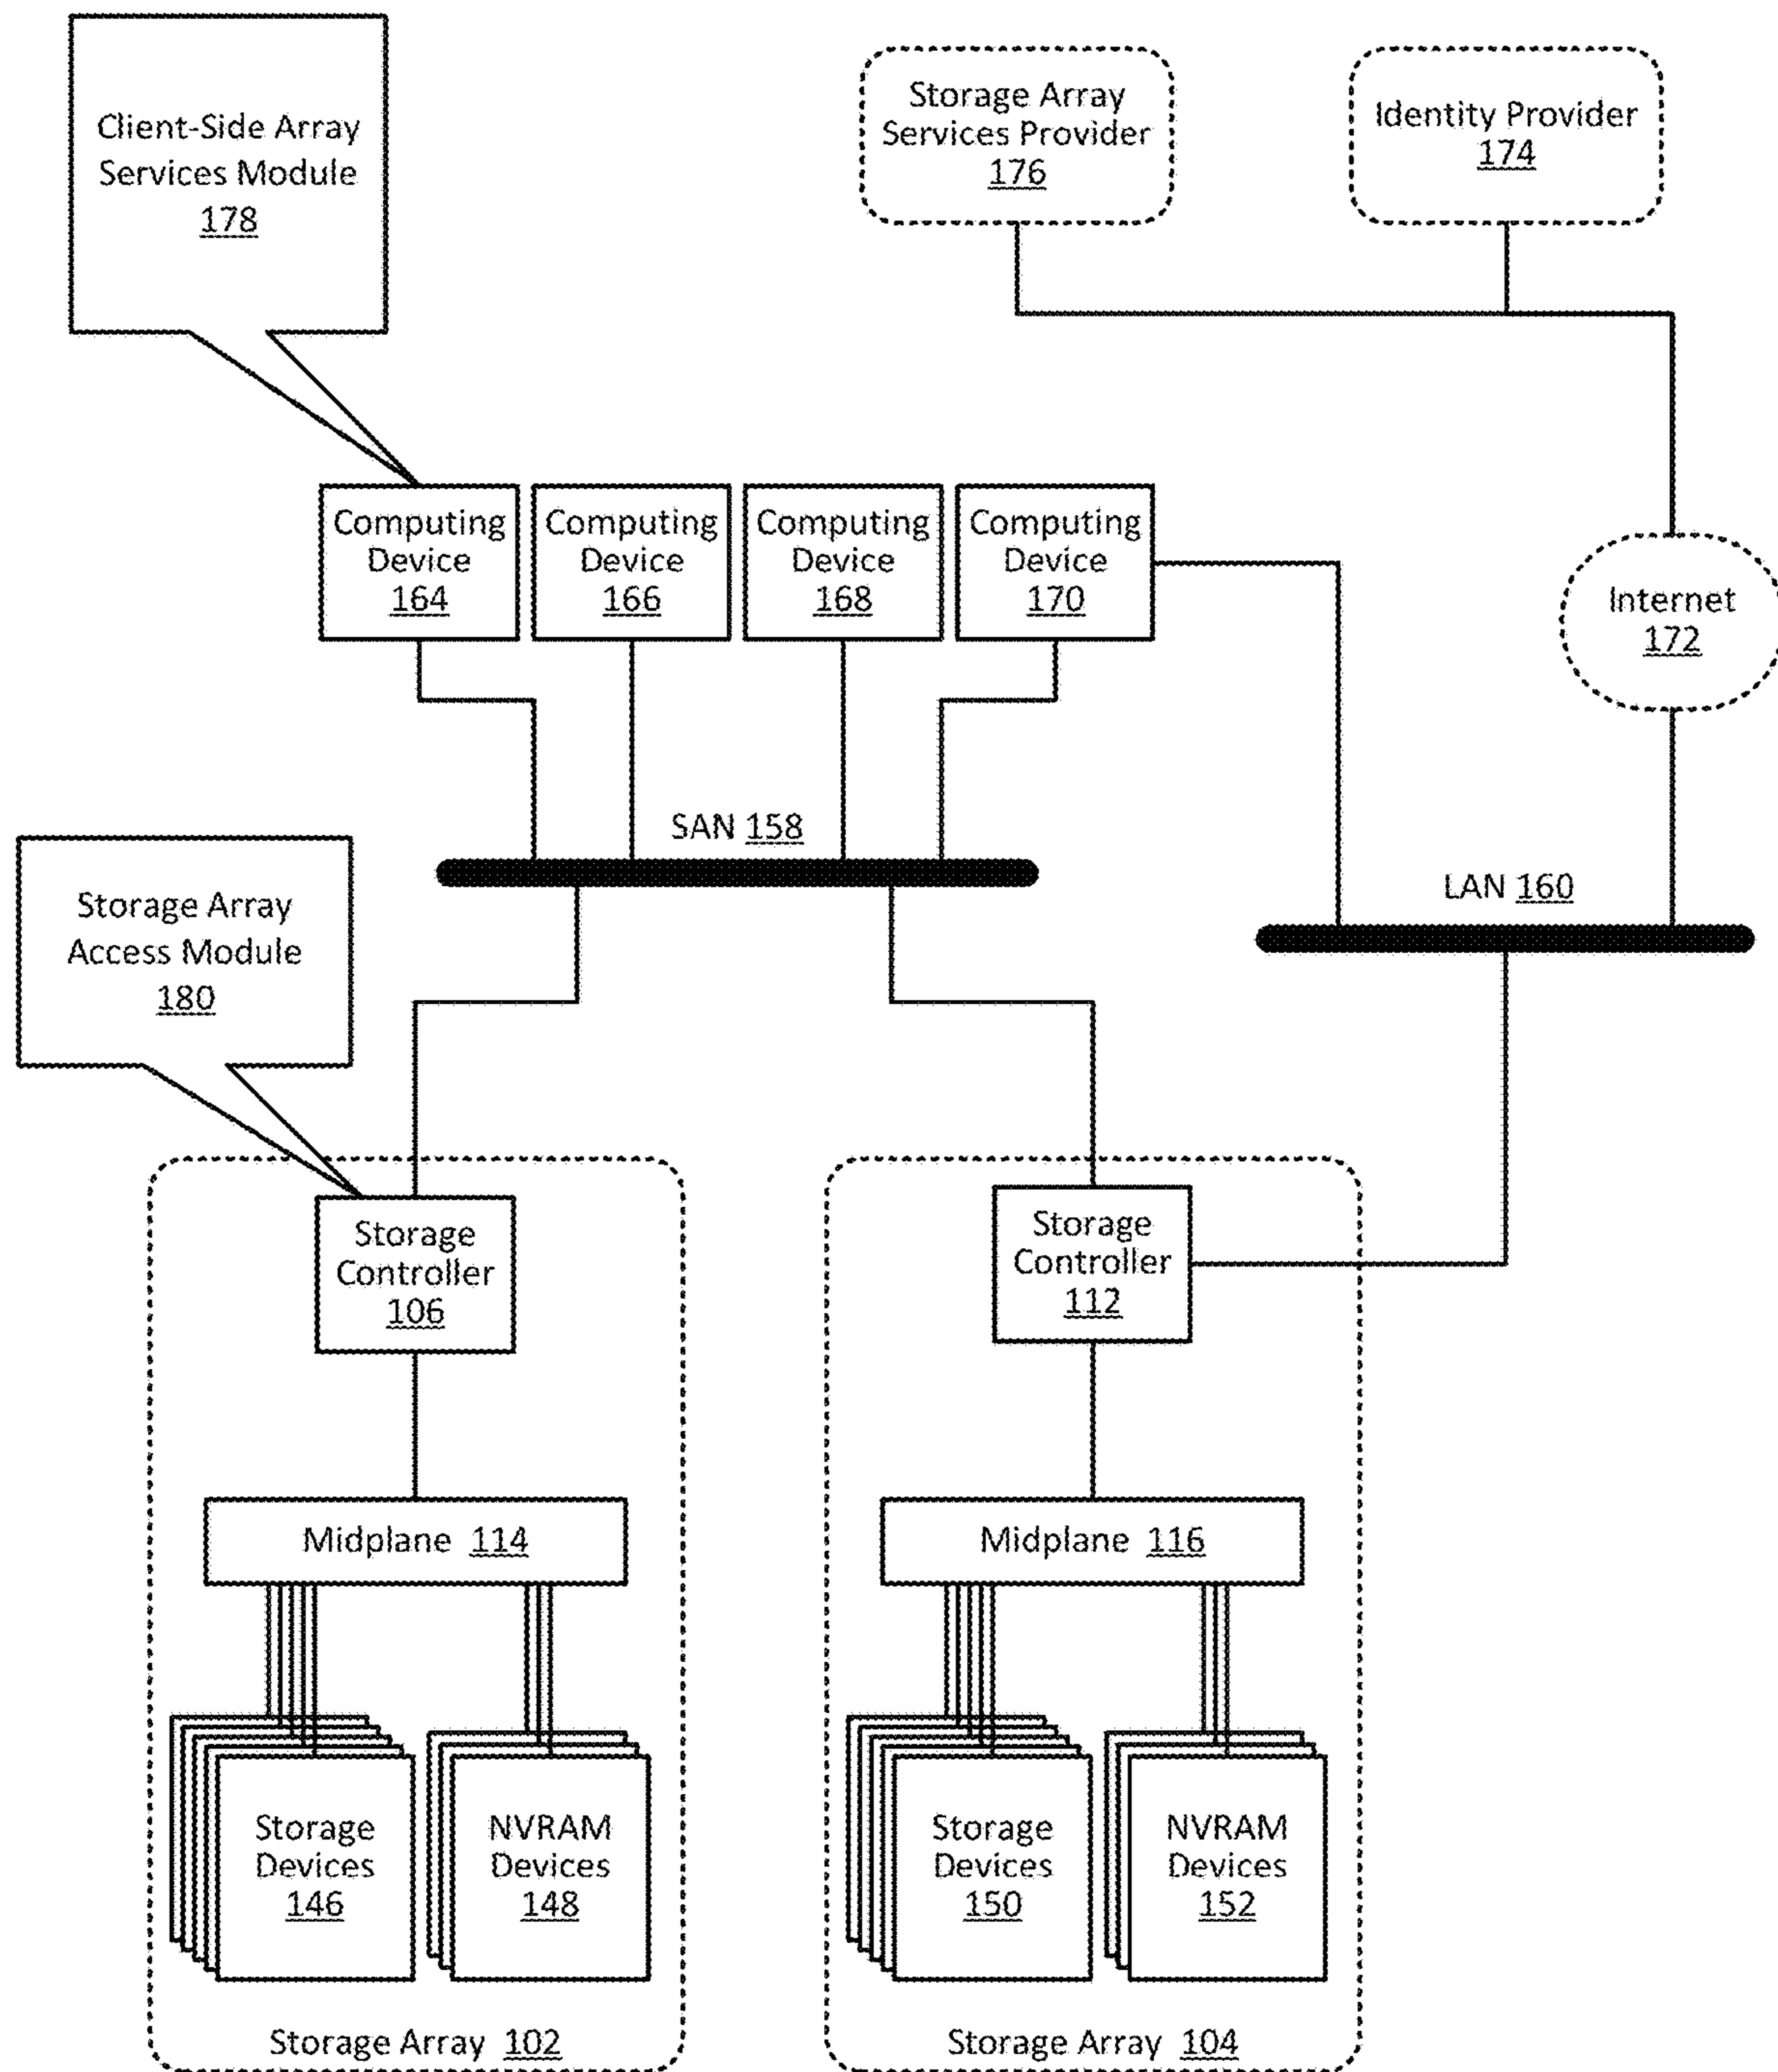 Client-Side Array
Services Module
178
Storage Array
Services Provider
176
Identity Provider
174
Computing
Device
164
Computing
Device
166
Computing
Device
168
Computing
Device
170
Internet
172
SAN 158
LAN 160
Storage Array
Access Module
180
Storage
Controller
106
Storage
Controller
112
Midplane 114
Midplane 116
Storage
Devices
146
NVRAM
Devices
148
Storage
Devices
150
NVRAM
Devices
152
Storage Array 102
Storage Array 104